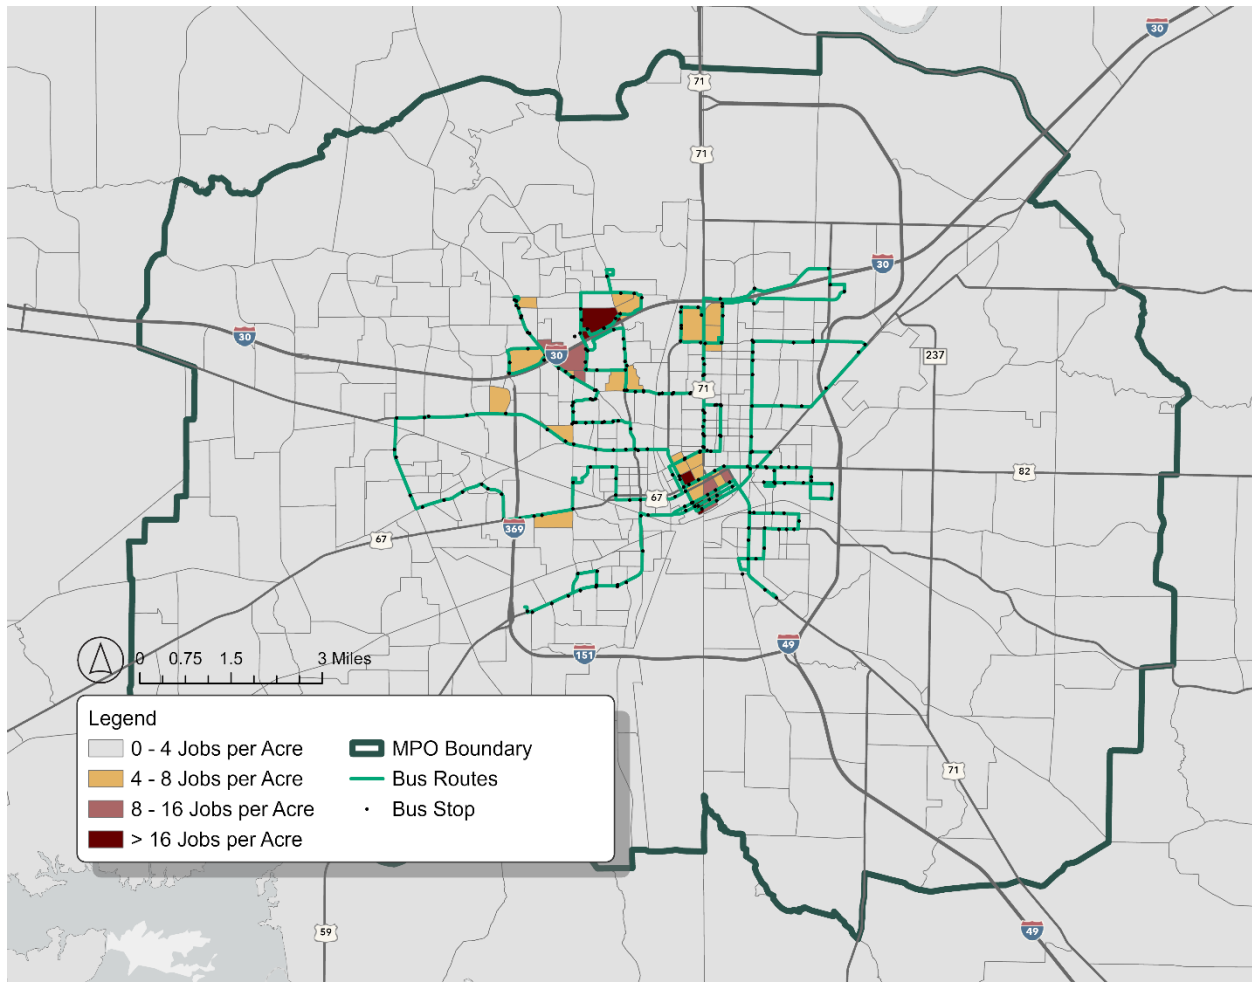 30
71
71
30
30
237
30
71
82
67
67
369
49
151
0 0.75 1.5 3 Miles
Legend
0 - 4 Jobs per Acre
4 - 8 Jobs per Acre
8 - 16 Jobs per Acre
> 16 Jobs per Acre
MPO Boundary
Bus Routes
Bus Stop
71
59
49